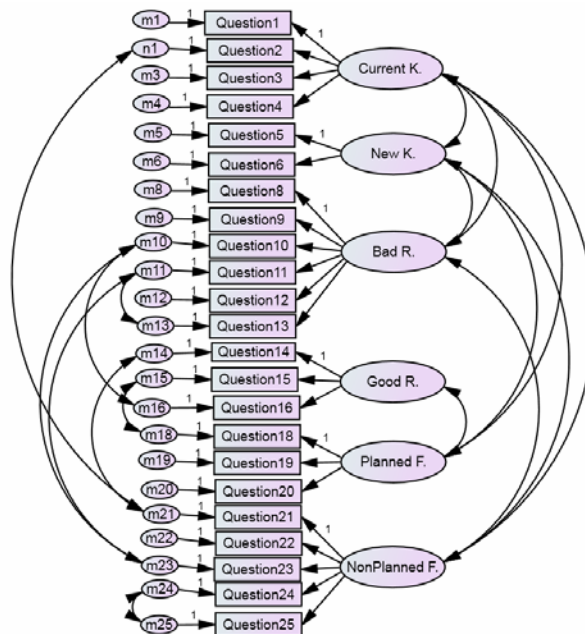 m1 1 Question1
n1 1 Question2 1 Current K.
m3 1 Question3
m4 1 Question4
m5 1 Question5 1 New K.
m6 1 Question6
m8 1 Question8
m9 1 Question9 1
m10 1 Question10 Bad R.
m11 1 Question11
m12 1 Question12
m13 1 Question13
m14 1 Question14 1
m15 1 Question15 Good R.
m16 1 Question16
m18 1 Question18 1
m19 1 Question19 Planned F.
m20 1 Question20
m21 1 Question21 1
m22 1 Question22
m23 1 Question23 NonPlanned F.
m24 1 Question24
m25 1 Question25